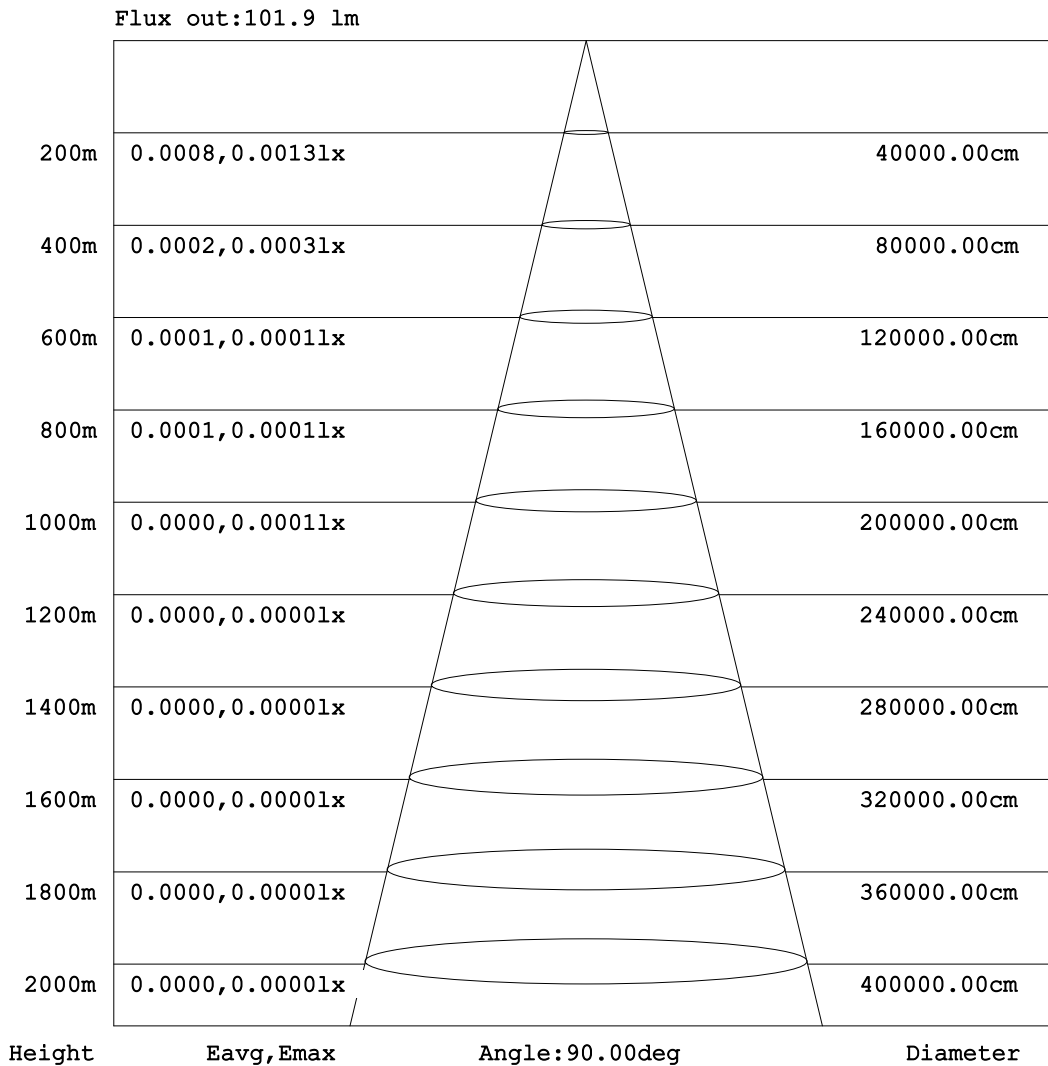 Flux out:101.9 lm
200m 0.0008,0.0013lx 40000.00cm
400m 0.0002,0.0003lx 80000.00cm
600m 0.0001,0.0001lx 120000.00cm
800m 0.0001,0.0001lx 160000.00cm
1000m 0.0000,0.0001lx 200000.00cm
1200m 0.0000,0.0000lx 240000.00cm
1400m 0.0000,0.0000lx 280000.00cm
1600m 0.0000,0.0000lx 320000.00cm
1800m 0.0000,0.0000lx 360000.00cm
2000m 0.0000,0.0000lx 400000.00cm
Height Eavg,Emax Angle:90.00deg Diameter